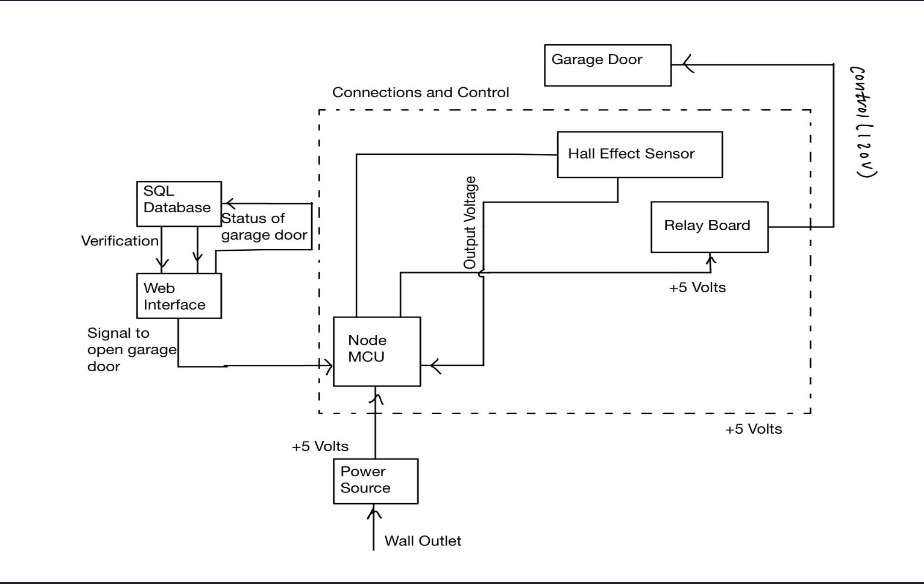 Garage Door
Control (120V)
Connections and Control
Hall Effect Sensor
Output Voltage
Relay Board
+5 Volts
SQL
Database
Status of
garage door
Verification
Web
Interface
Signal to
open garage
door
Node
MCU
+5 Volts
+5 Volts
Power
Source
Wall Outlet